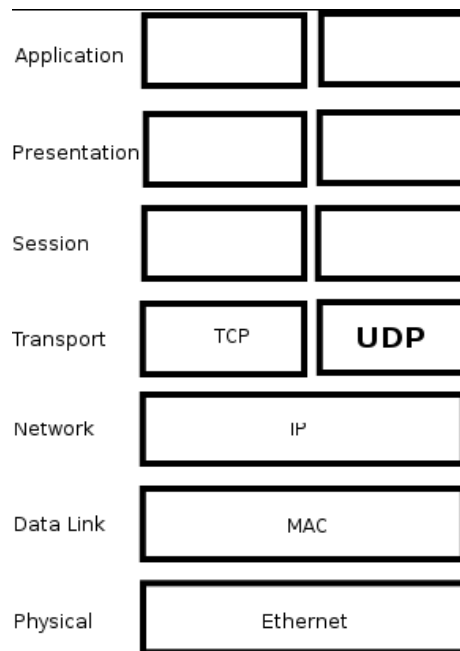 Application
Presentation
Session
Transport TCP UDP
Network IP
Data Link MAC
Physical Ethernet